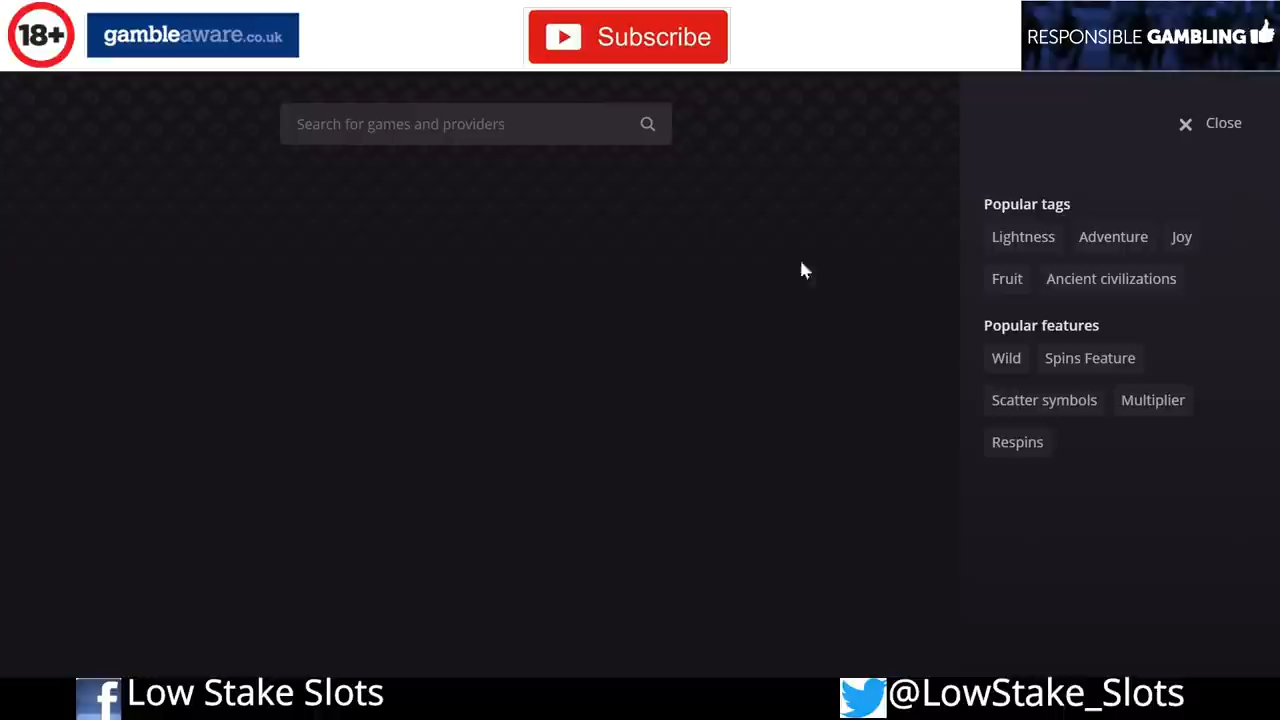 18+
gambleaware.co.uk
Subscribe
RESPONSIBLE GAMBLING
Search for games and providers
Close
Popular tags
Lightness Adventure Joy
Fruit Ancient civilizations
Popular features
Wild Spins Feature
Scatter symbols Multiplier
Respins
f Low Stake Slots
@LowStake_Slots